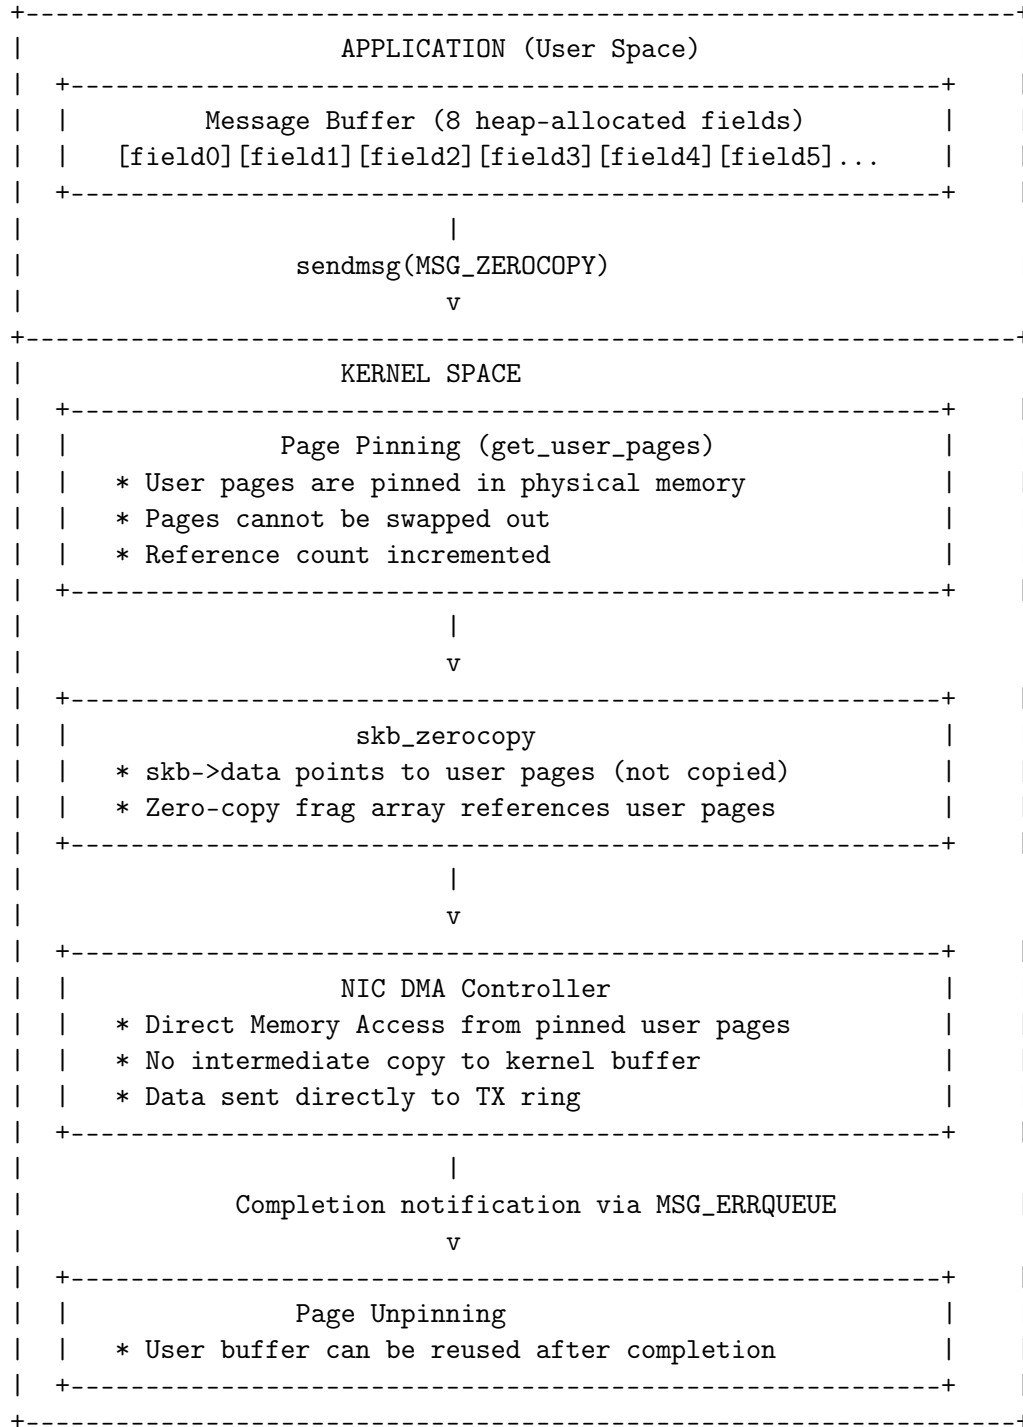 APPLICATION (User Space)
Message Buffer (8 heap-allocated fields)
[field0][field1][field2][field3][field4][field5]...
sendmsg(MSG_ZEROCOPY)
v
KERNEL SPACE
Page Pinning (get_user_pages)
* User pages are pinned in physical memory
* Pages cannot be swapped out
* Reference count incremented
v
skb_zerocopy
* skb->data points to user pages (not copied)
* Zero-copy frag array references user pages
v
NIC DMA Controller
* Direct Memory Access from pinned user pages
* No intermediate copy to kernel buffer
* Data sent directly to TX ring
Completion notification via MSG_ERRQUEUE
v
Page Unpinning
* User buffer can be reused after completion